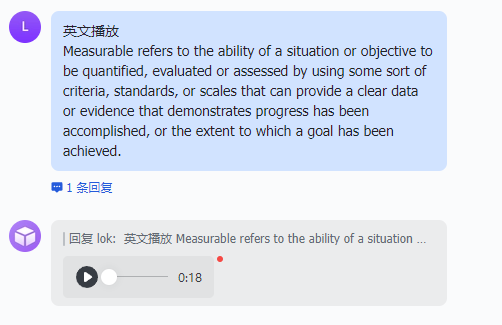 L
英文播放
Measurable refers to the ability of a situation or objective to
be quantified, evaluated or assessed by using some sort of
criteria, standards, or scales that can provide a clear data
or evidence that demonstrates progress has been
accomplished, or the extent to which a goal has been
achieved.
1 条回复
回复 lok: 英文播放 Measurable refers to the ability of a situation ...
0:18